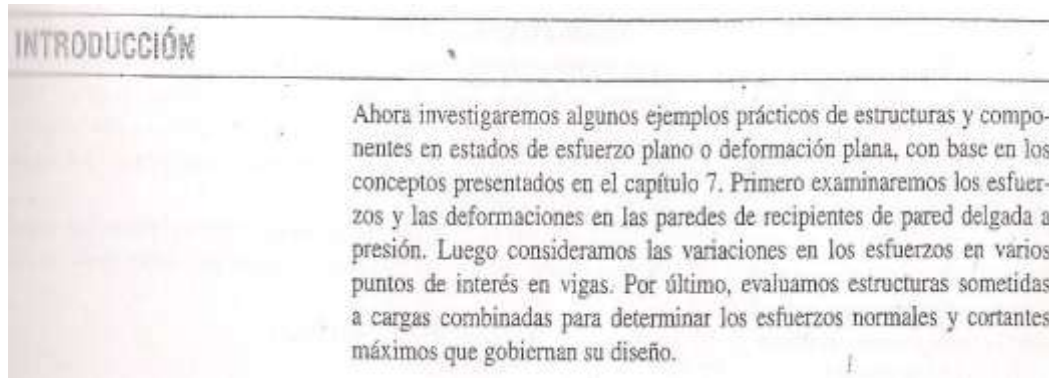 INTRODUCCIÓN
Ahora investigaremos algunos ejemplos prácticos de estructuras y compo-
nentes en estados de esfuerzo plano o deformación plana, con base en los
conceptos presentados en el capítulo 7. Primero examinaremos los esfuer-
zos y las deformaciones en las paredes de recipientes de pared delgada a
presión. Luego consideramos las variaciones en los esfuerzos en varios
puntos de interés en vigas. Por último, evaluamos estructuras sometidas
a cargas combinadas para determinar los esfuerzos normales y cortantes
máximos que gobiernan su diseño.